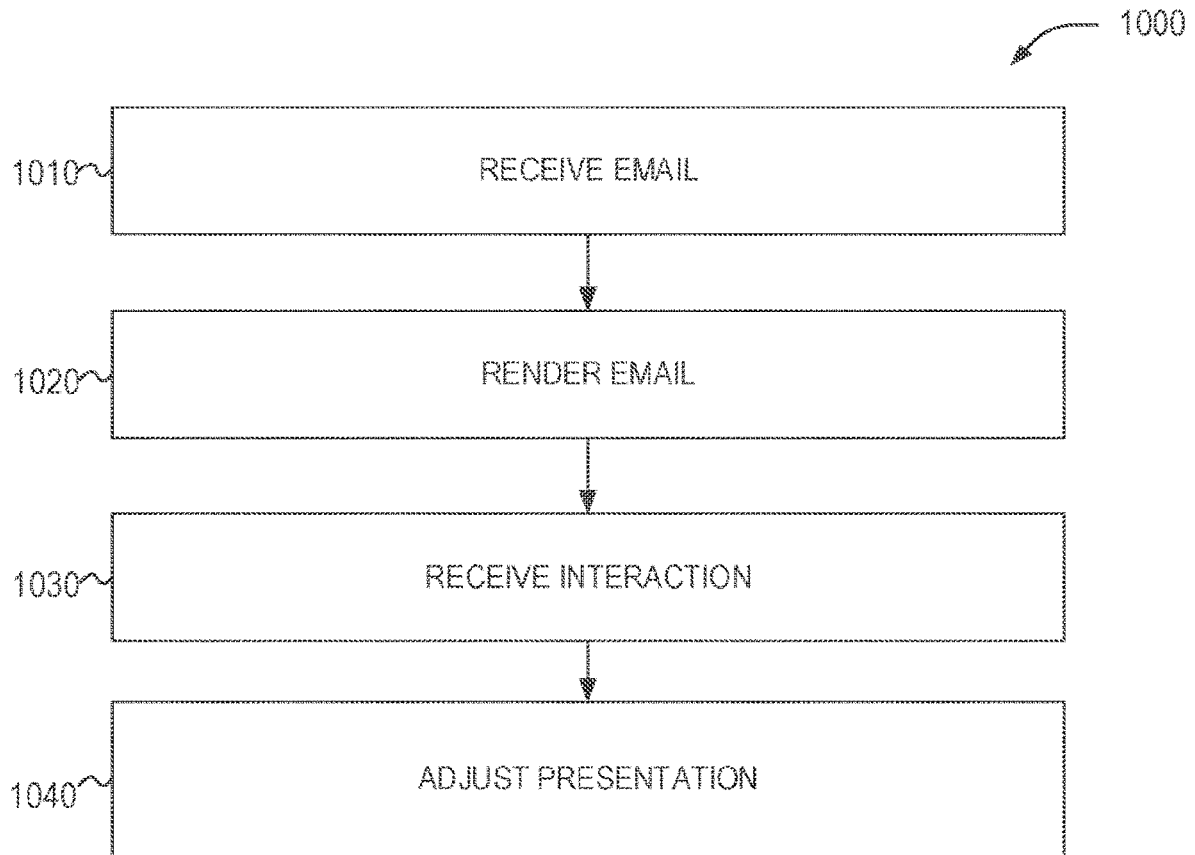 1000
1010 RECEIVE EMAIL
1020 RENDER EMAIL
1030 RECEIVE INTERACTION
1040 ADJUST PRESENTATION